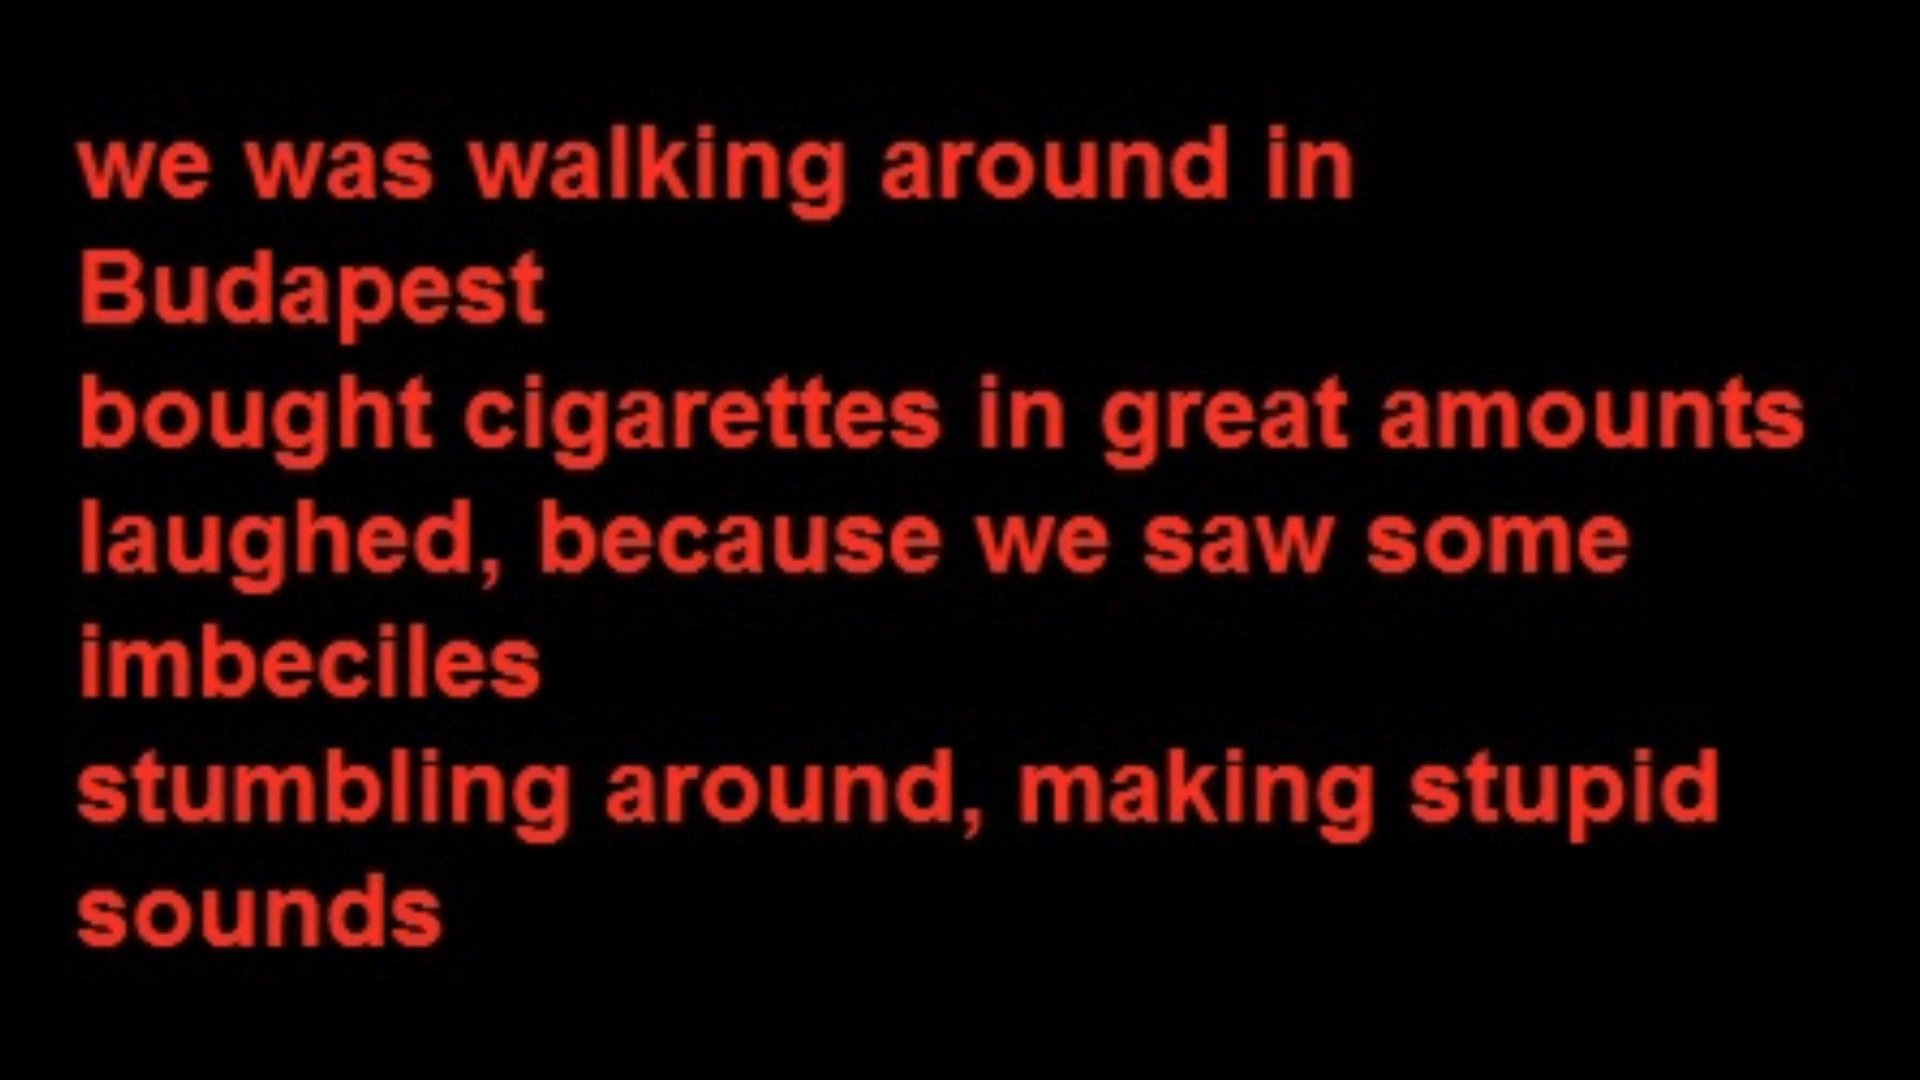 we was walking around in
Budapest
bought cigarettes in great amounts
laughed, because we saw some
imbeciles
stumbling around, making stupid
sounds